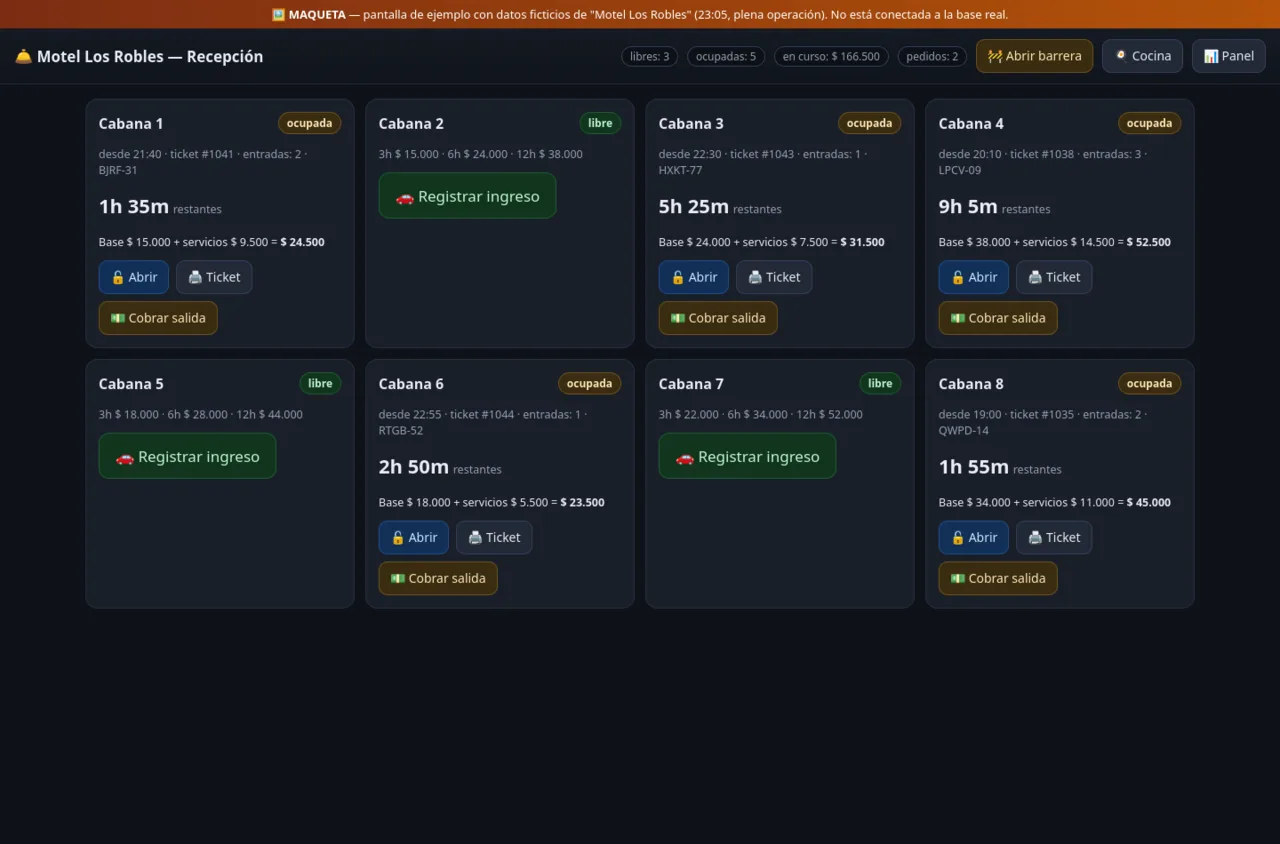 MAQUETA — pantalla de ejemplo con datos ficticios de "Motel Los Robles" (23:05, plena operación). No está conectada a la base real.
Motel Los Robles — Recepción
libres: 3
ocupadas: 5
en curso: $ 166.500
pedidos: 2
Abrir barrera
Cocina
Panel
Cabana 1
ocupada
desde 21:40 · ticket #1041 · entradas: 2 ·
BJRF-31
1h 35m restantes
Base $ 15.000 + servicios $ 9.500 = $ 24.500
Abrir
Ticket
Cobrar salida
Cabana 2
libre
3h $ 15.000 · 6h $ 24.000 · 12h $ 38.000
Registrar ingreso
Cabana 3
ocupada
desde 22:30 · ticket #1043 · entradas: 1 ·
HXKT-77
5h 25m restantes
Base $ 24.000 + servicios $ 7.500 = $ 31.500
Abrir
Ticket
Cobrar salida
Cabana 4
ocupada
desde 20:10 · ticket #1038 · entradas: 3 ·
LPCV-09
9h 5m restantes
Base $ 38.000 + servicios $ 14.500 = $ 52.500
Abrir
Ticket
Cobrar salida
Cabana 5
libre
3h $ 18.000 · 6h $ 28.000 · 12h $ 44.000
Registrar ingreso
Cabana 6
ocupada
desde 22:55 · ticket #1044 · entradas: 1 ·
RTGB-52
2h 50m restantes
Base $ 18.000 + servicios $ 5.500 = $ 23.500
Abrir
Ticket
Cobrar salida
Cabana 7
libre
3h $ 22.000 · 6h $ 34.000 · 12h $ 52.000
Registrar ingreso
Cabana 8
ocupada
desde 19:00 · ticket #1035 · entradas: 2 ·
QWPD-14
1h 55m restantes
Base $ 34.000 + servicios $ 11.000 = $ 45.000
Abrir
Ticket
Cobrar salida